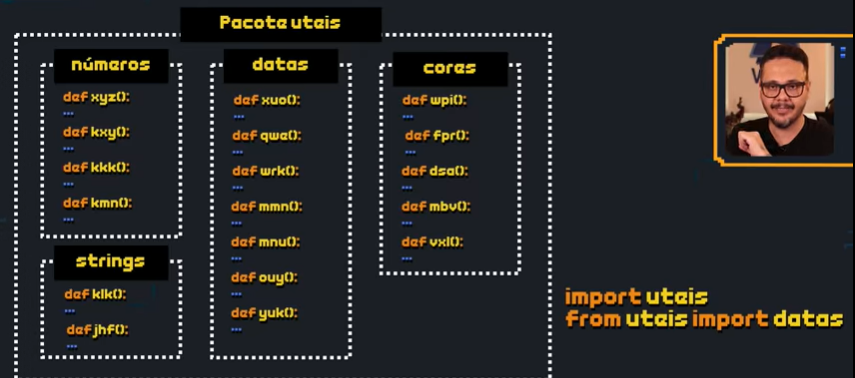 Pacote uteis
números
def xyz():
...
def kxy():
...
def kkk():
...
def kmn():
...
strings
def klk():
...
def jhf():
...
datas
def xuo():
...
def qwe():
...
def wrk():
...
def mmn():
...
def mnu():
...
def ouy():
...
def yuk():
...
cores
def wpi():
...
def fpr():
...
def dsa():
...
def mbv():
...
def vxl():
...
import uteis
from uteis import datas